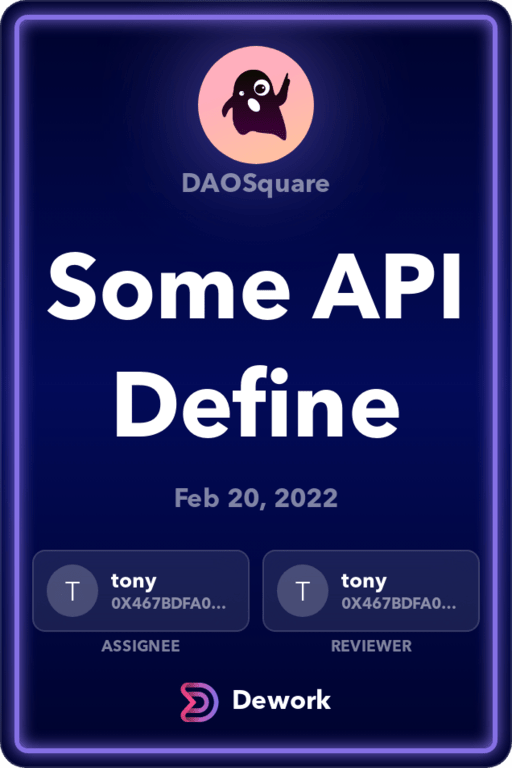 DAOSquare
Some API
Define
Feb 20, 2022
T tony
0X467BDFA0...
ASSIGNEE
T tony
0X467BDFA0...
REVIEWER
Dework